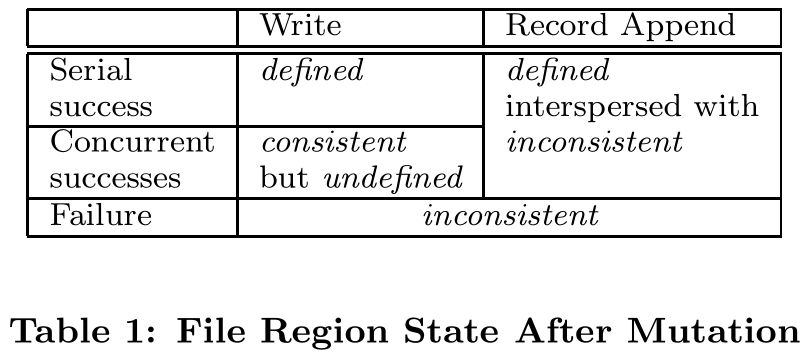 Write Record Append
Serial defined defined
success interspersed with
Concurrent consistent inconsistent
successes but undefined
Failure inconsistent
Table 1: File Region State After Mutation